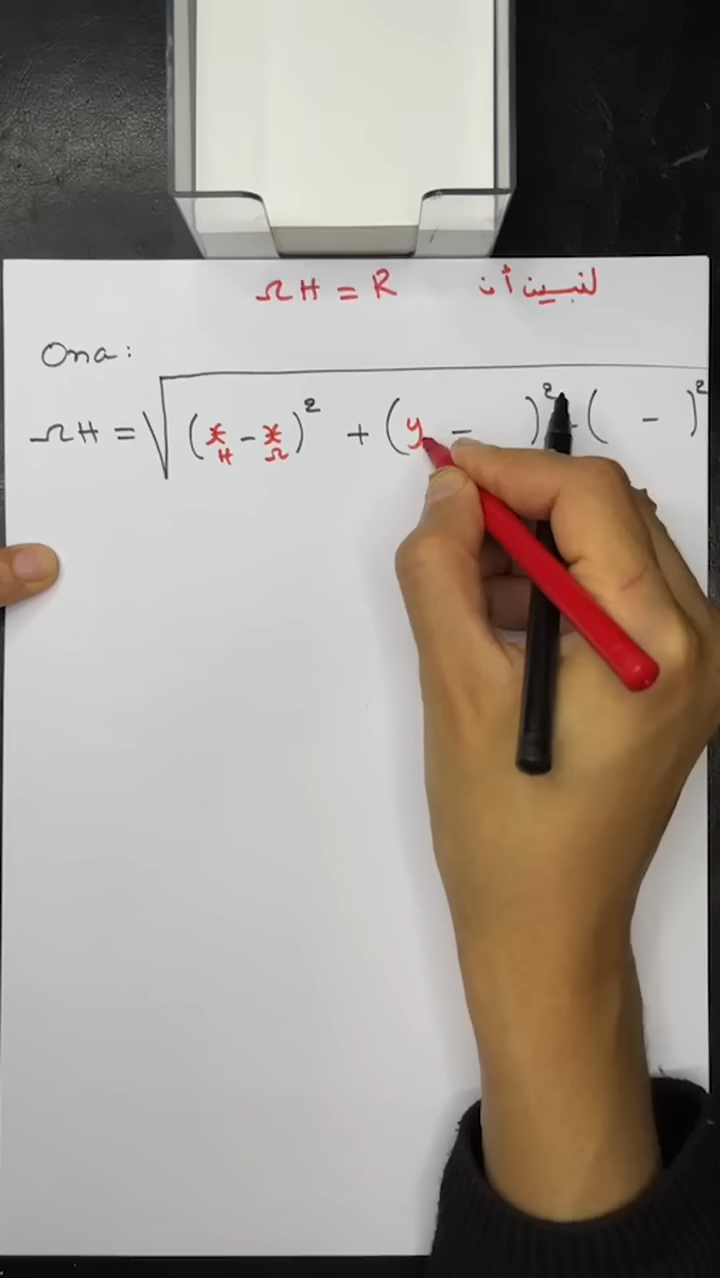 ΩH = R لنبين أن
On a :
ΩH = √(x_H - x_Ω)² + (y - )² + ( - )²